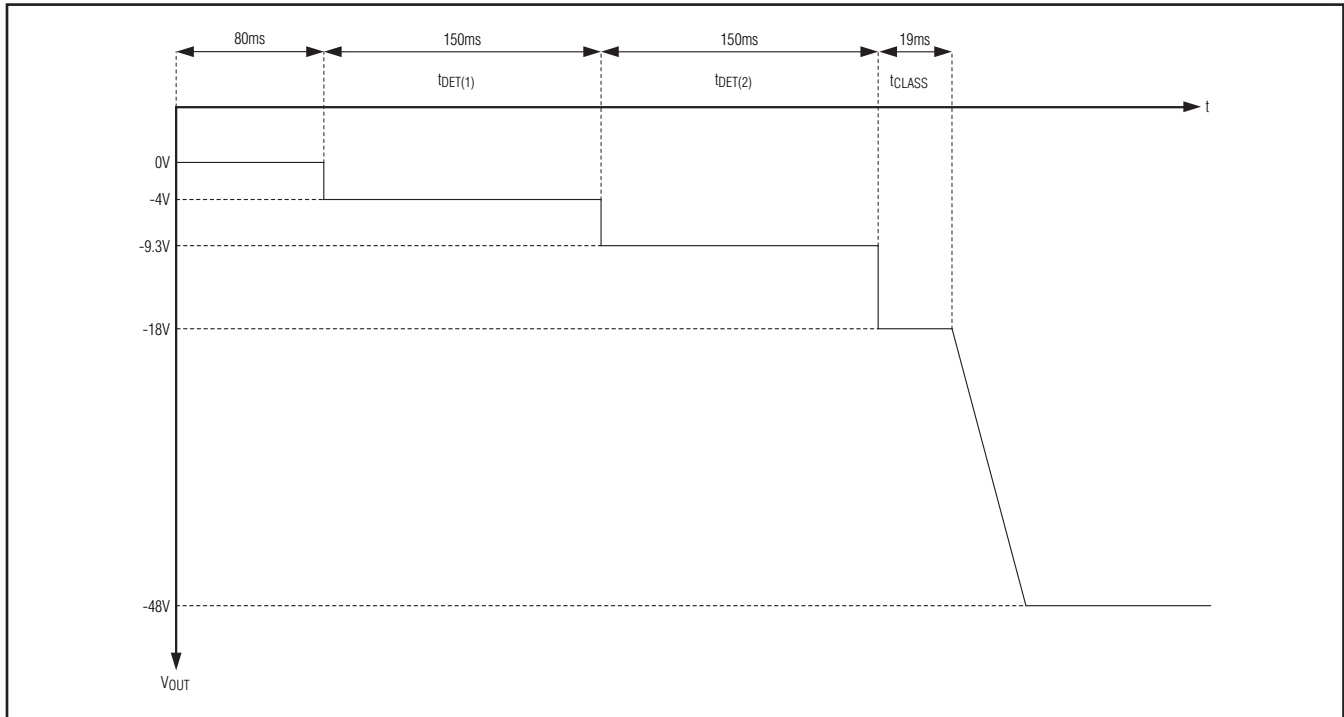 80ms 150ms 150ms 19ms
tDET(1) tDET(2) tCLASS
t
0V
-4V
-9.3V
-18V
-48V
VOUT